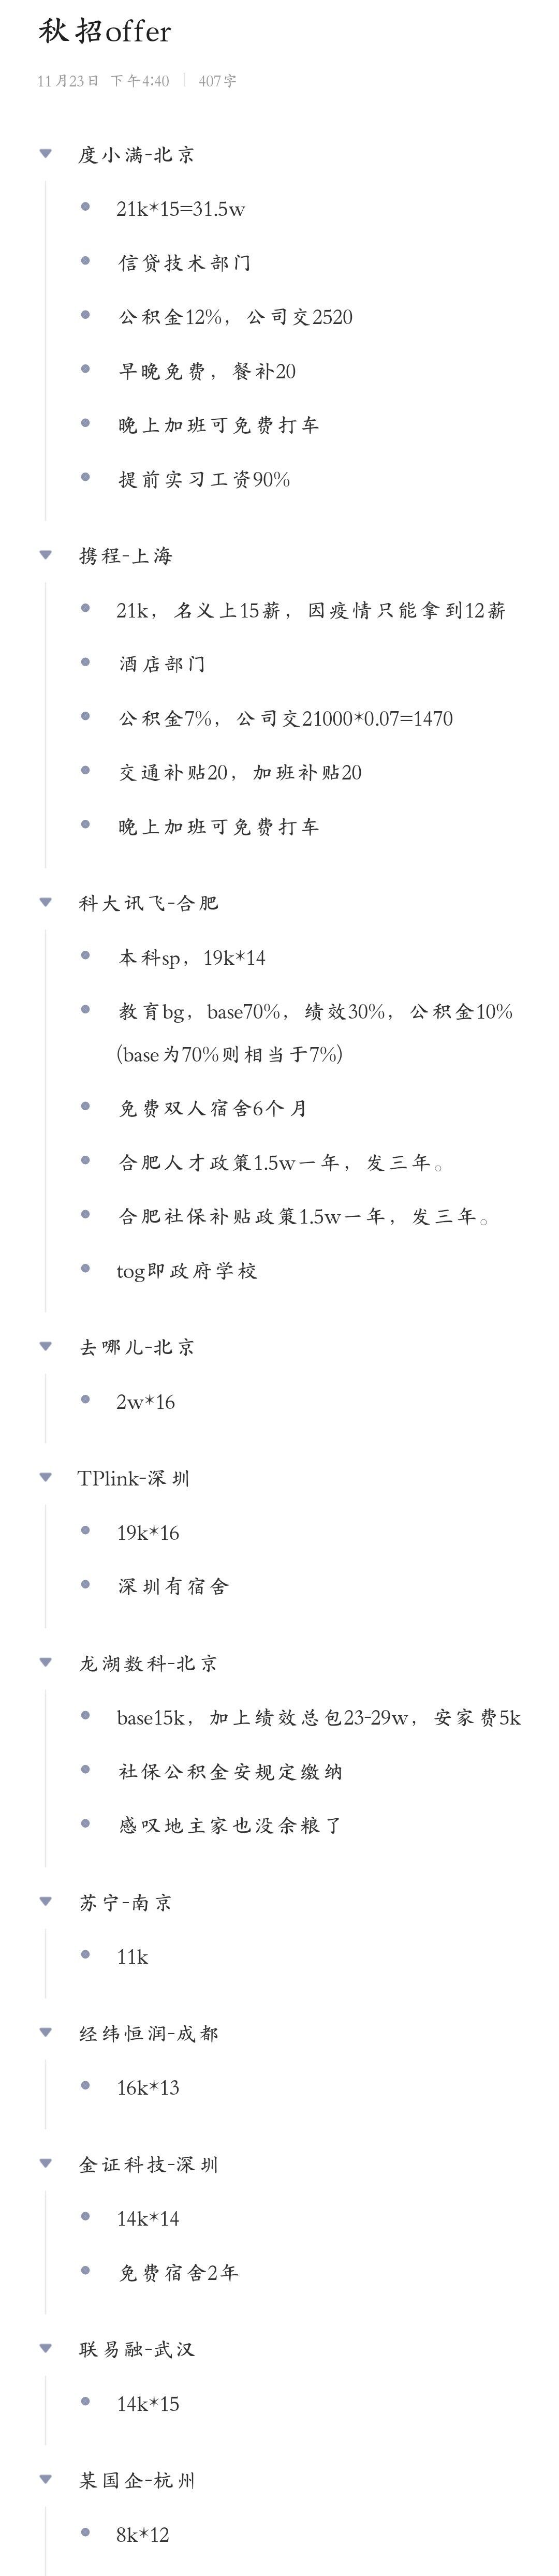 秋招offer
11月23日 下午4:40 | 407字
度小满-北京
21k*15=31.5w
信贷技术部门
公积金12%，公司交2520
早晚免费，餐补20
晚上加班可免费打车
提前实习工资90%
携程-上海
21k，名义上15薪，因疫情只能拿到12薪
酒店部门
公积金7%，公司交21000*0.07=1470
交通补贴20，加班补贴20
晚上加班可免费打车
科大讯飞-合肥
本科sp，19k*14
教育bg，base70%，绩效30%，公积金10%
(base为70%则相当于7%)
免费双人宿舍6个月
合肥人才政策1.5w一年，发三年。
合肥社保补贴政策1.5w一年，发三年。
tog即政府学校
去哪儿-北京
2w*16
TPlink-深圳
19k*16
深圳有宿舍
龙湖数科-北京
base15k，加上绩效总包23-29w，安家费5k
社保公积金安规定缴纳
感叹地主家也没余粮了
苏宁-南京
11k
经纬恒润-成都
16k*13
金证科技-深圳
14k*14
免费宿舍2年
联易融-武汉
14k*15
某国企-杭州
8k*12